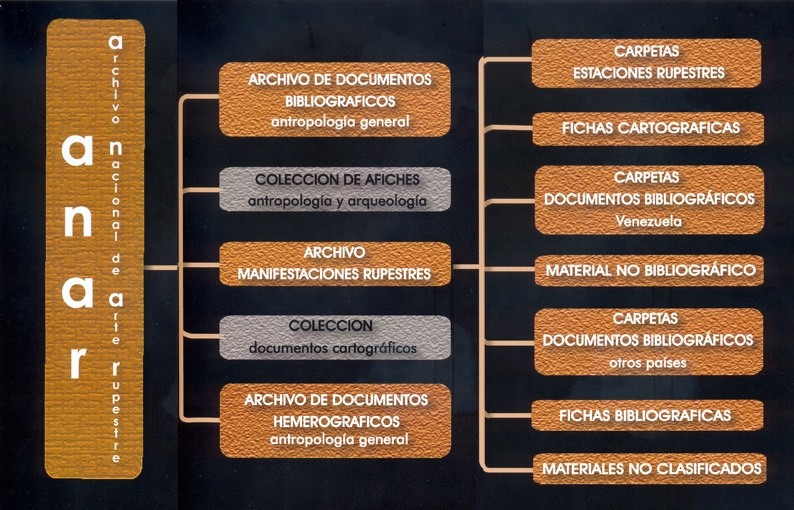 anar
archivo nacional de arte rupestre
ARCHIVO DE DOCUMENTOS
BIBLIOGRAFICOS
antropología general
COLECCION DE AFICHES
antropología y arqueología
ARCHIVO
MANIFESTACIONES RUPESTRES
COLECCION
documentos cartográficos
ARCHIVO DE DOCUMENTOS
HEMEROGRAFICOS
antropología general
CARPETAS
ESTACIONES RUPESTRES
FICHAS CARTOGRAFICAS
CARPETAS
DOCUMENTOS BIBLIOGRÁFICOS
Venezuela
MATERIAL NO BIBLIOGRÁFICO
CARPETAS
DOCUMENTOS BIBLIOGRÁFICOS
otros países
FICHAS BIBLIOGRAFICAS
MATERIALES NO CLASIFICADOS